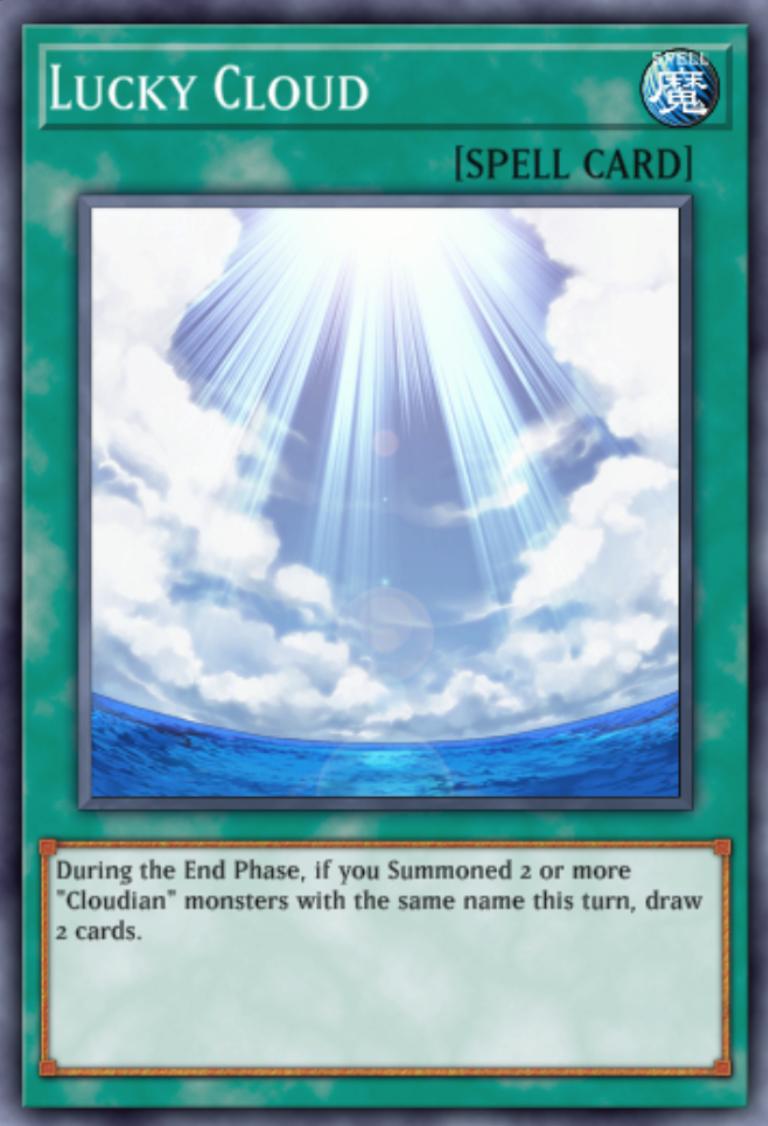 Lucky Cloud
SPELL
魔
[SPELL CARD]
During the End Phase, if you Summoned 2 or more
"Cloudian" monsters with the same name this turn, draw
2 cards.